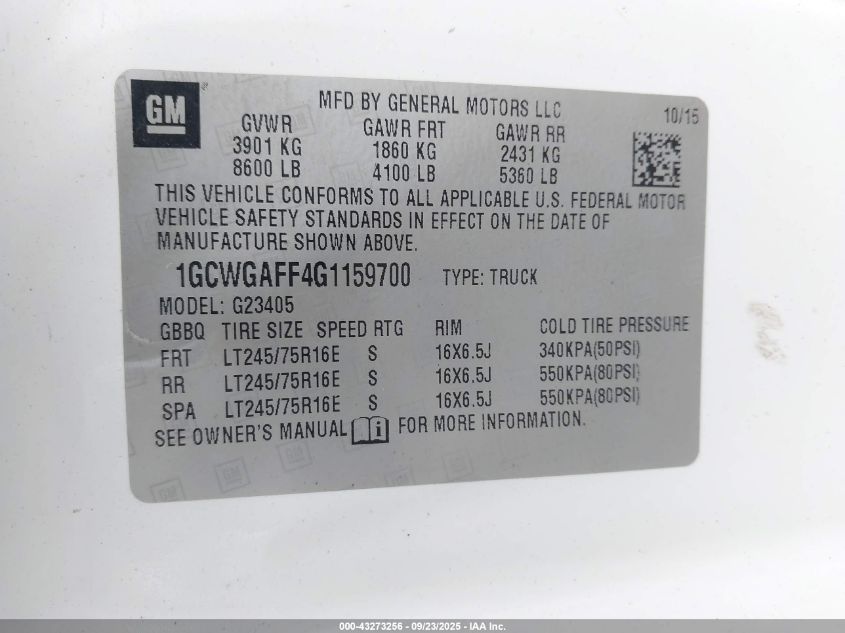 GM
MFD BY GENERAL MOTORS LLC 10/15
GVWR GAWR FRT GAWR RR
3901 KG 1860 KG 2431 KG
8600 LB 4100 LB 5360 LB
THIS VEHICLE CONFORMS TO ALL APPLICABLE U.S. FEDERAL MOTOR
VEHICLE SAFETY STANDARDS IN EFFECT ON THE DATE OF
MANUFACTURE SHOWN ABOVE.
1GCWGAFF4G1159700 TYPE: TRUCK
MODEL: G23405
GBBQ TIRE SIZE SPEED RTG RIM COLD TIRE PRESSURE
FRT LT245/75R16E S 16X6.5J 340KPA(50PSI)
RR LT245/75R16E S 16X6.5J 550KPA(80PSI)
SPA LT245/75R16E S 16X6.5J 550KPA(80PSI)
SEE OWNER'S MANUAL FOR MORE INFORMATION.
000-43273256 - 09/23/2025 - IAA Inc.